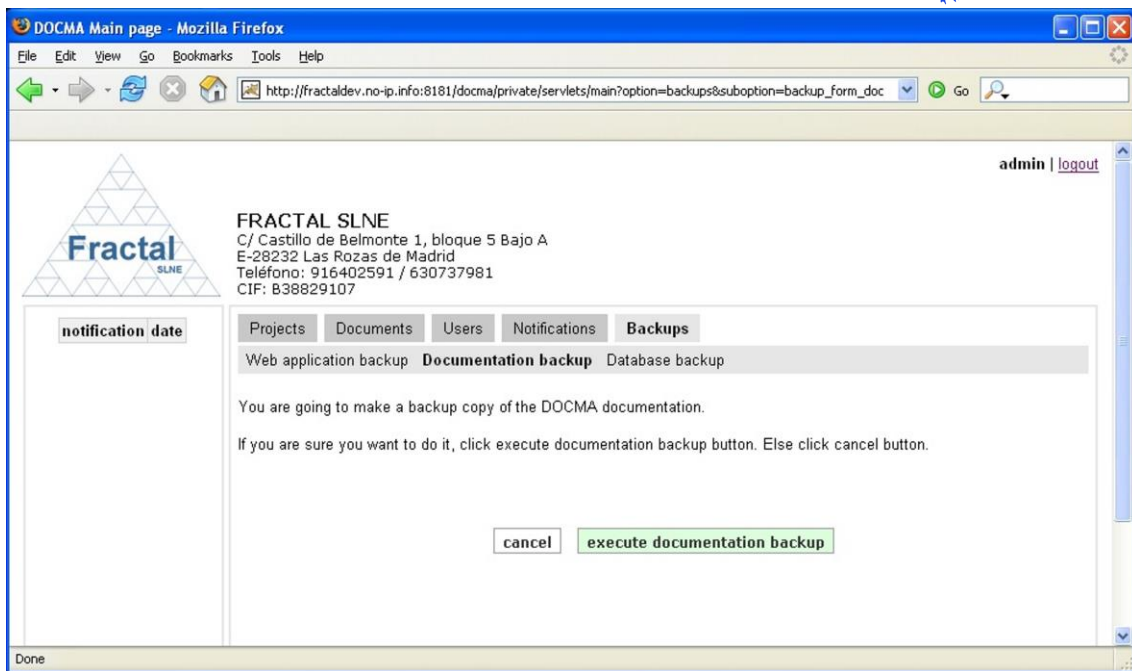 DOCMA Main page - Mozilla Firefox
File Edit View Go Bookmarks Tools Help
http://fractaldev.no-ip.info:8181/docma/private/servlets/main?option=backups&suboption=backup_form_doc Go
admin | logout
Fractal
SLNE
FRACTAL SLNE
C/ Castillo de Belmonte 1, bloque 5 Bajo A
E-28232 Las Rozas de Madrid
Teléfono: 916402591 / 630737981
CIF: B38829107
notification date
Projects Documents Users Notifications Backups
Web application backup Documentation backup Database backup
You are going to make a backup copy of the DOCMA documentation.
If you are sure you want to do it, click execute documentation backup button. Else click cancel button.
cancel execute documentation backup
Done